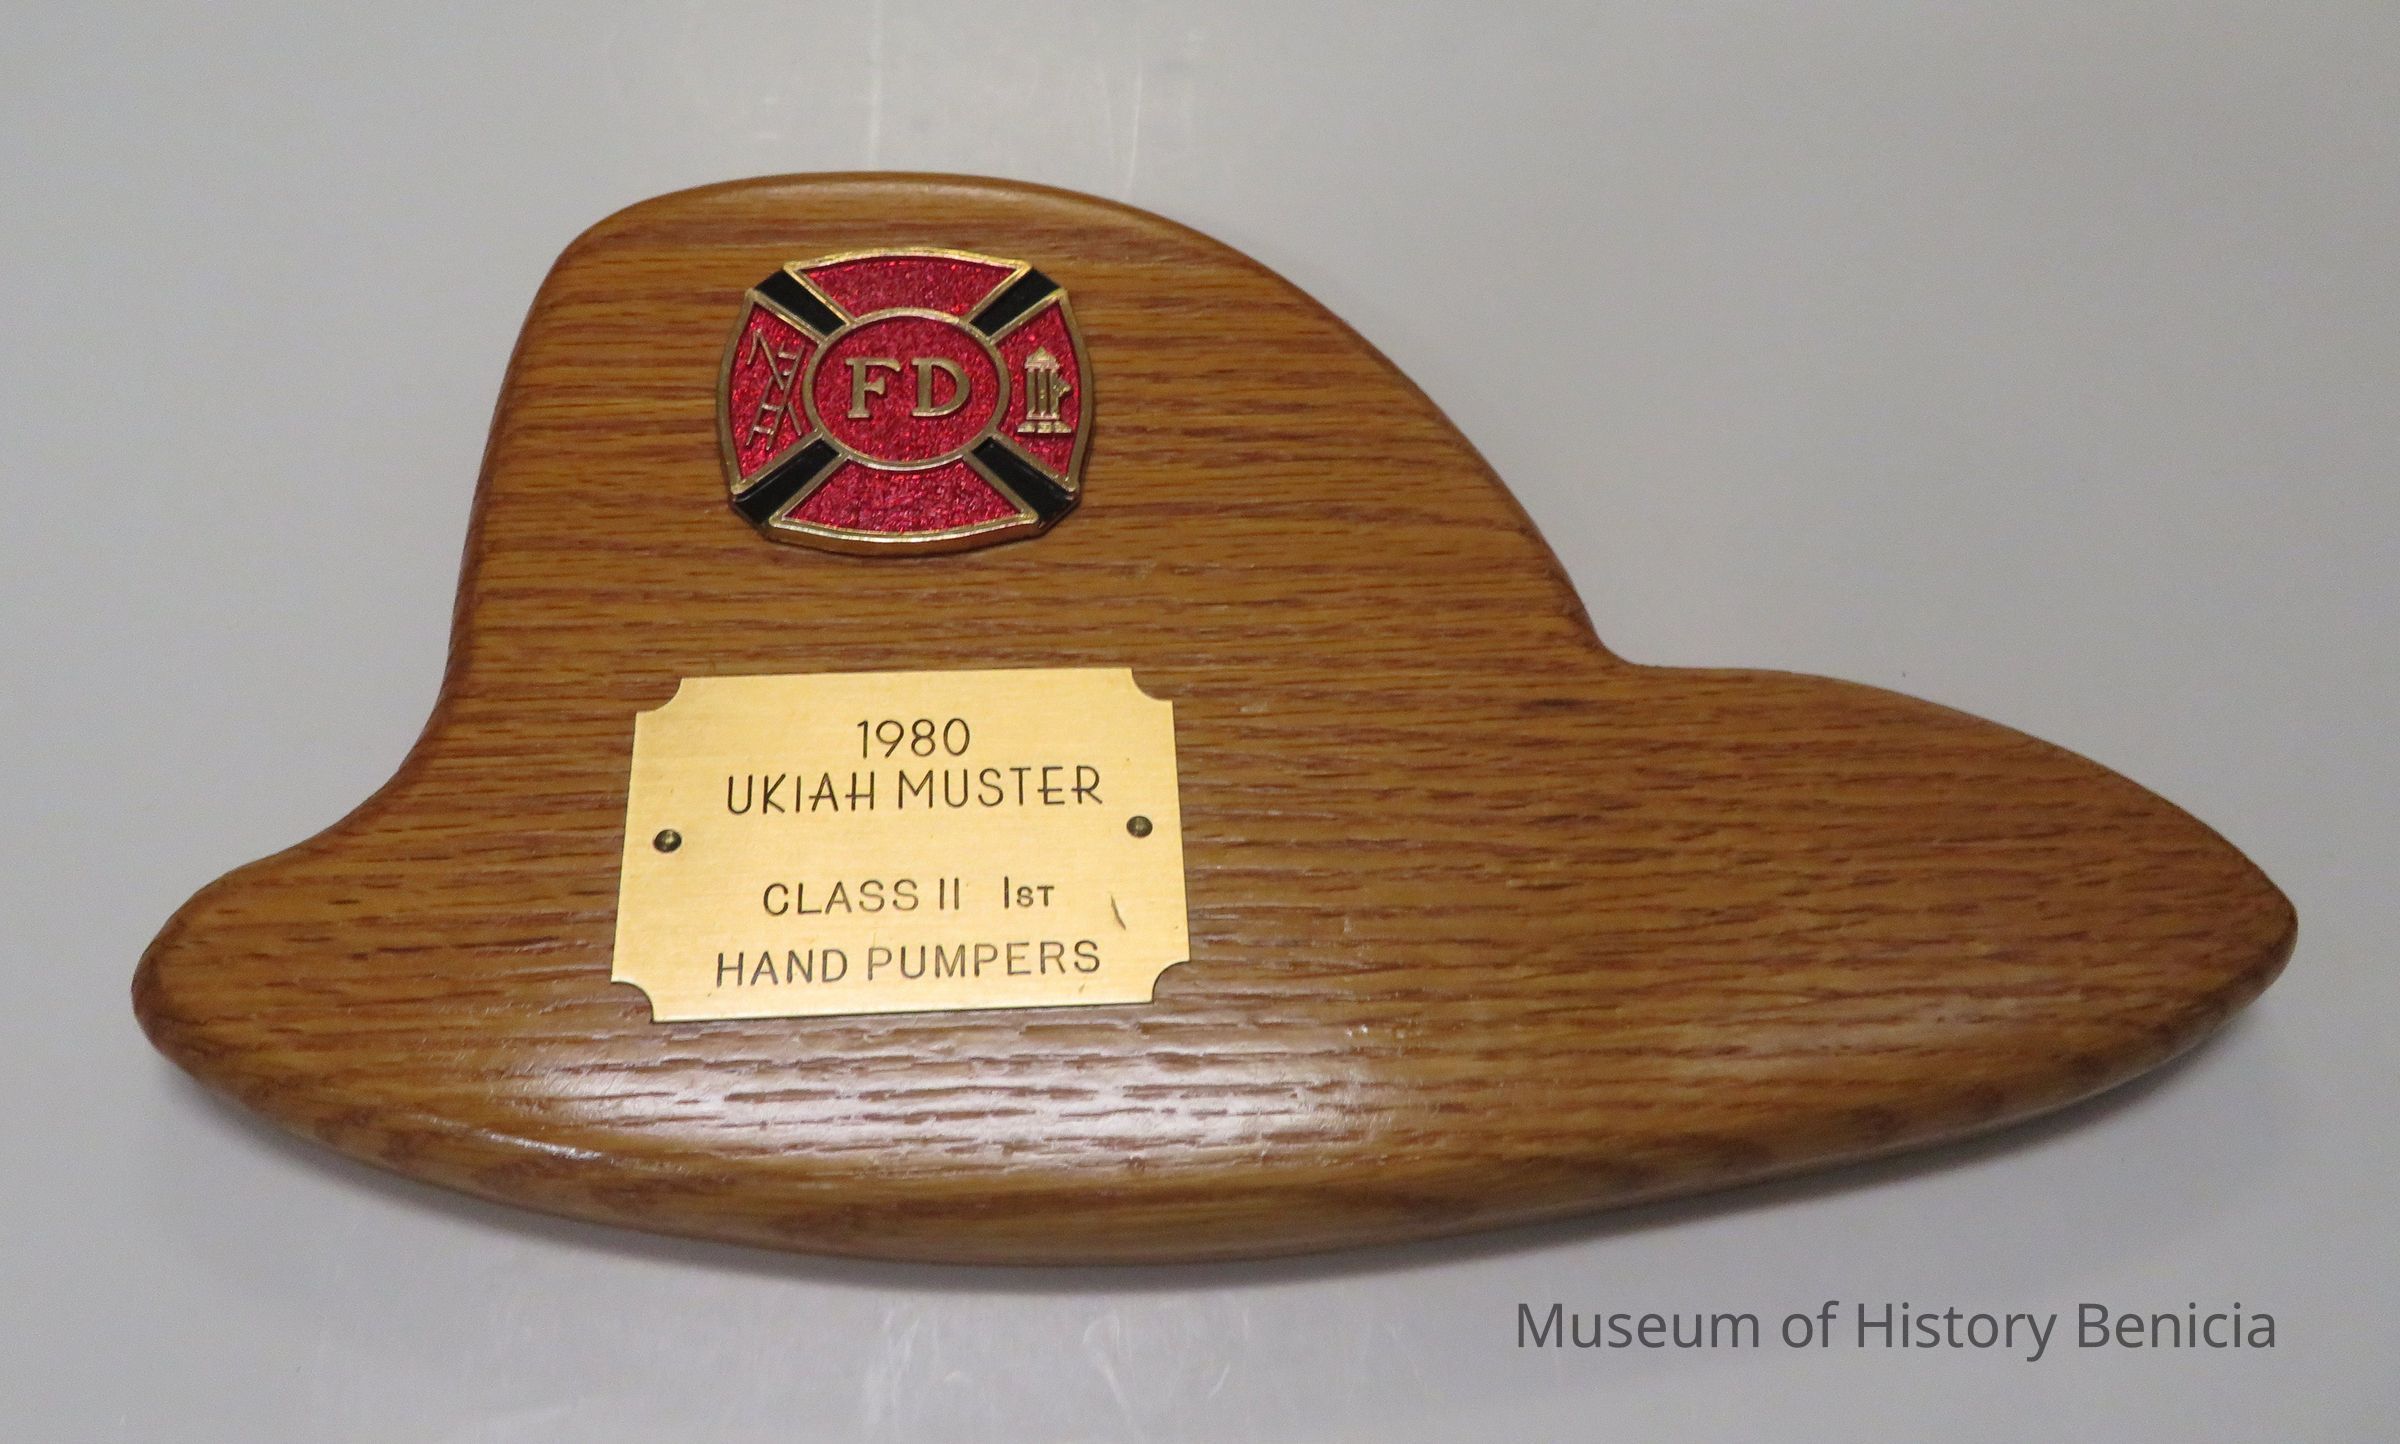 FD
1980
UKIAH MUSTER
CLASS II 1ST
HAND PUMPERS
Museum of History Benicia